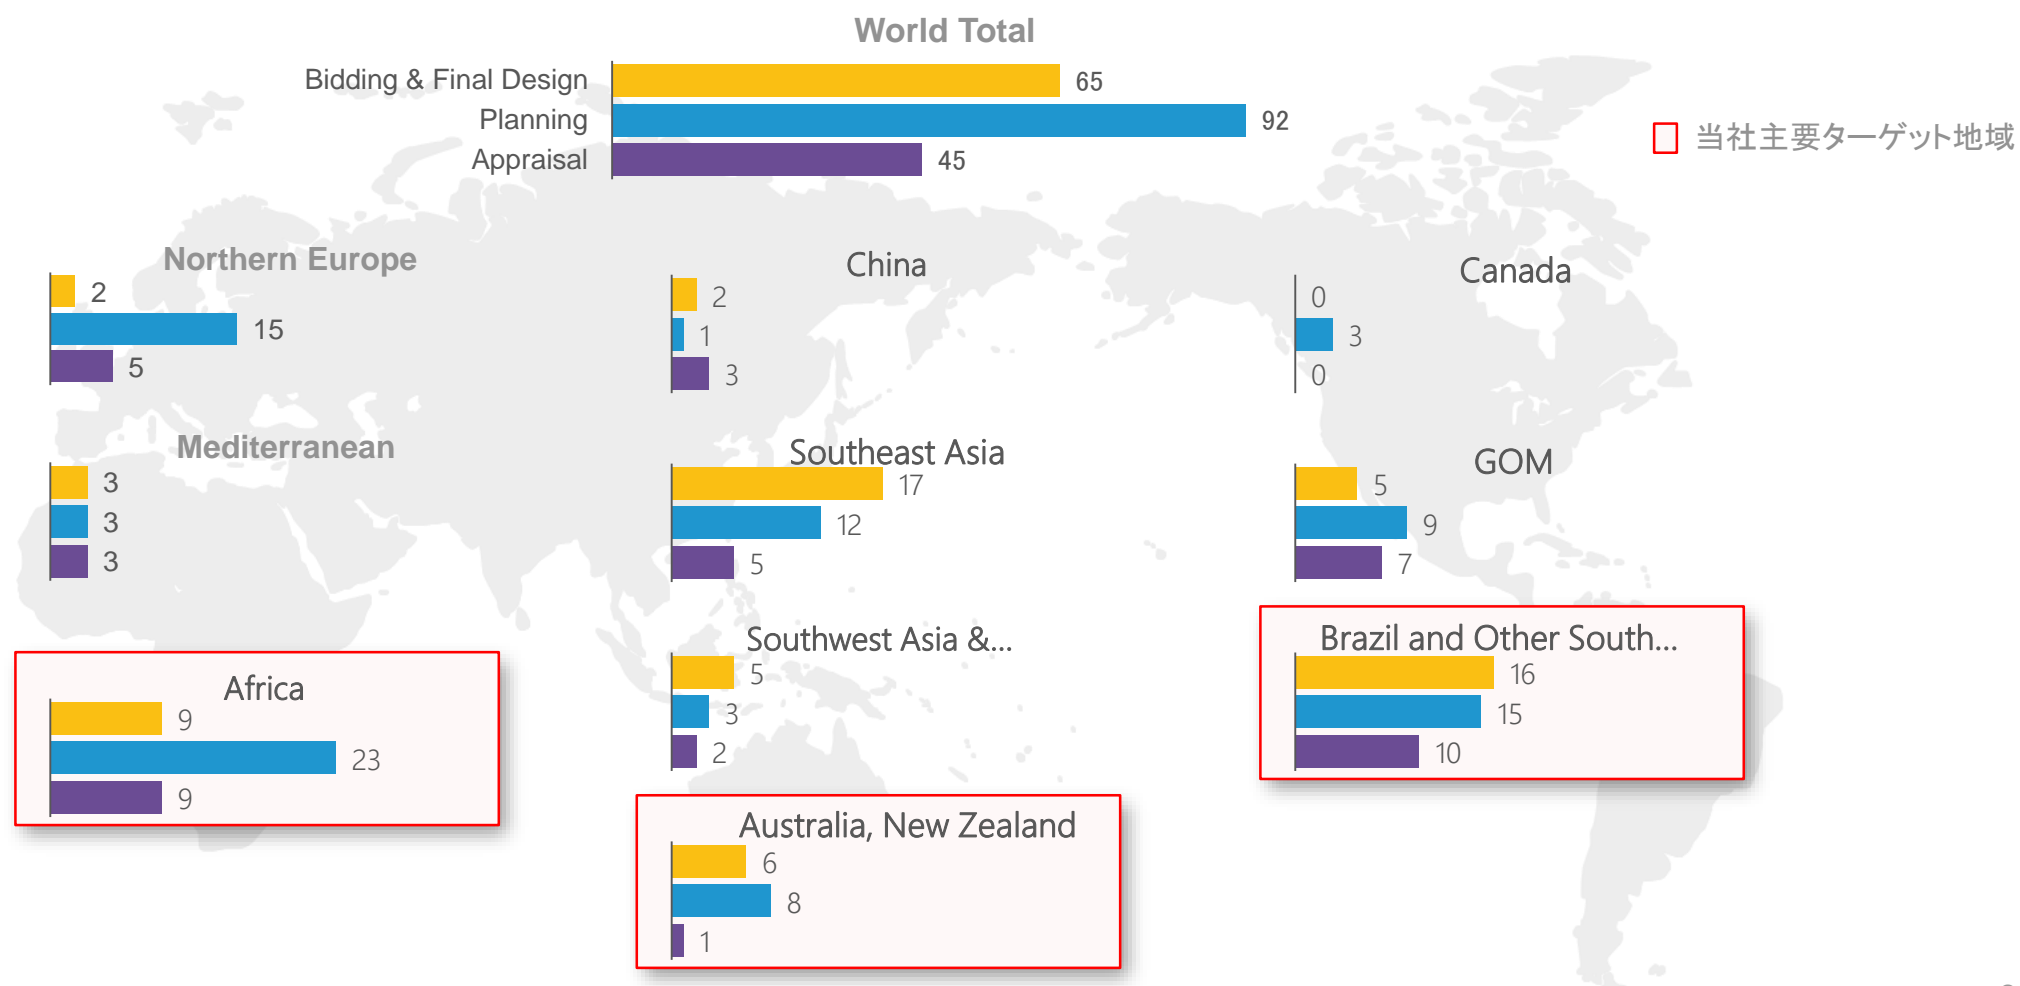 World Total
Bidding & Final Design 65
Planning 92
Appraisal 45
当社主要ターゲット地域
Northern Europe
2
15
5
China
2
1
3
Canada
0
3
0
Mediterranean
3
3
3
Southeast Asia
17
12
5
GOM
5
9
7
Africa
9
23
9
Southwest Asia &...
5
3
2
Brazil and Other South...
16
15
10
Australia, New Zealand
6
8
1